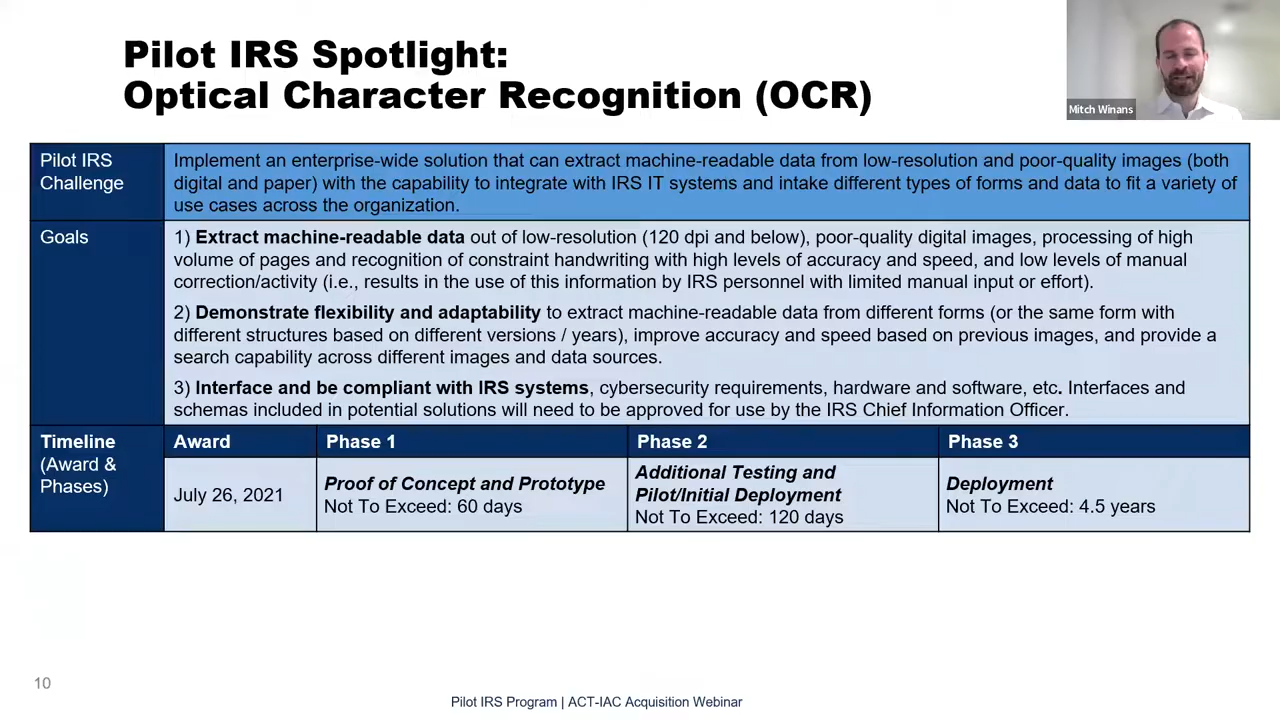 Pilot IRS Spotlight:
Optical Character Recognition (OCR)
Mitch Winans
Pilot IRS
Challenge
Implement an enterprise-wide solution that can extract machine-readable data from low-resolution and poor-quality images (both
digital and paper) with the capability to integrate with IRS IT systems and intake different types of forms and data to fit a variety of
use cases across the organization.
Goals
1) Extract machine-readable data out of low-resolution (120 dpi and below), poor-quality digital images, processing of high
volume of pages and recognition of constraint handwriting with high levels of accuracy and speed, and low levels of manual
correction/activity (i.e., results in the use of this information by IRS personnel with limited manual input or effort).
2) Demonstrate flexibility and adaptability to extract machine-readable data from different forms (or the same form with
different structures based on different versions / years), improve accuracy and speed based on previous images, and provide a
search capability across different images and data sources.
3) Interface and be compliant with IRS systems, cybersecurity requirements, hardware and software, etc. Interfaces and
schemas included in potential solutions will need to be approved for use by the IRS Chief Information Officer.
Timeline
(Award &
Phases)
Award
Phase 1
Phase 2
Phase 3
July 26, 2021
Proof of Concept and Prototype
Not To Exceed: 60 days
Additional Testing and
Pilot/Initial Deployment
Not To Exceed: 120 days
Deployment
Not To Exceed: 4.5 years
10
Pilot IRS Program | ACT-IAC Acquisition Webinar